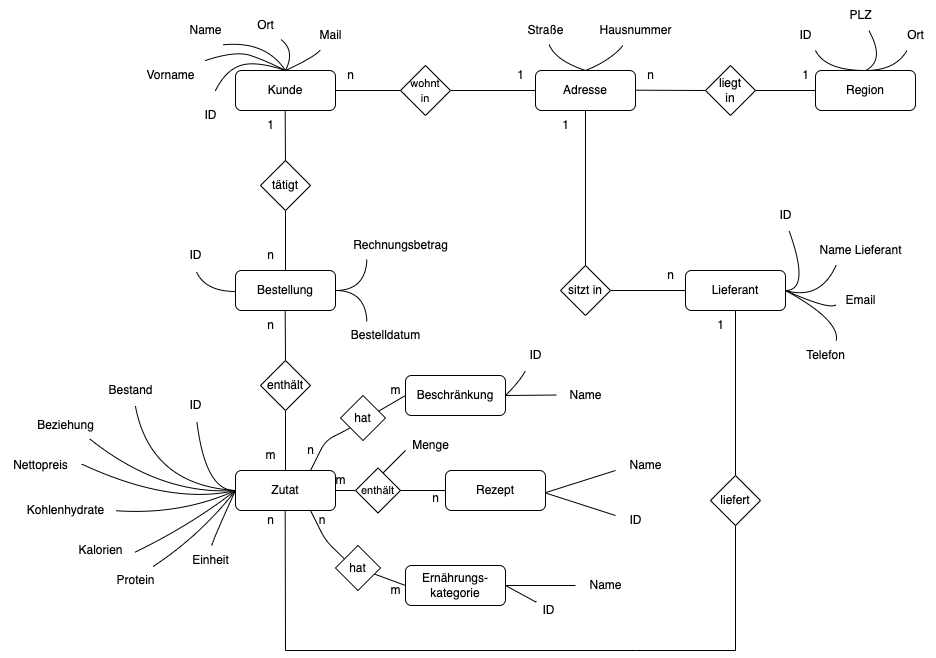 PLZ
Name
Ort
Mail
Straße
Hausnummer
ID
Ort
Vorname
Kunde
n
wohnt
in
1
Adresse
n
liegt
in
1
Region
ID
1
1
tätigt
ID
n
Rechnungsbetrag
Name Lieferant
ID
Bestellung
sitzt in
n
Lieferant
Email
n
Bestelldatum
1
Telefon
enthält
ID
Bestand
ID
m
Beschränkung
Name
hat
Beziehung
Menge
m
n
Nettopreis
Name
Zutat
m
enthält
n
Rezept
Kohlenhydrate
liefert
n
n
ID
Kalorien
Einheit
Protein
hat
m
Ernährungs-
kategorie
Name
ID